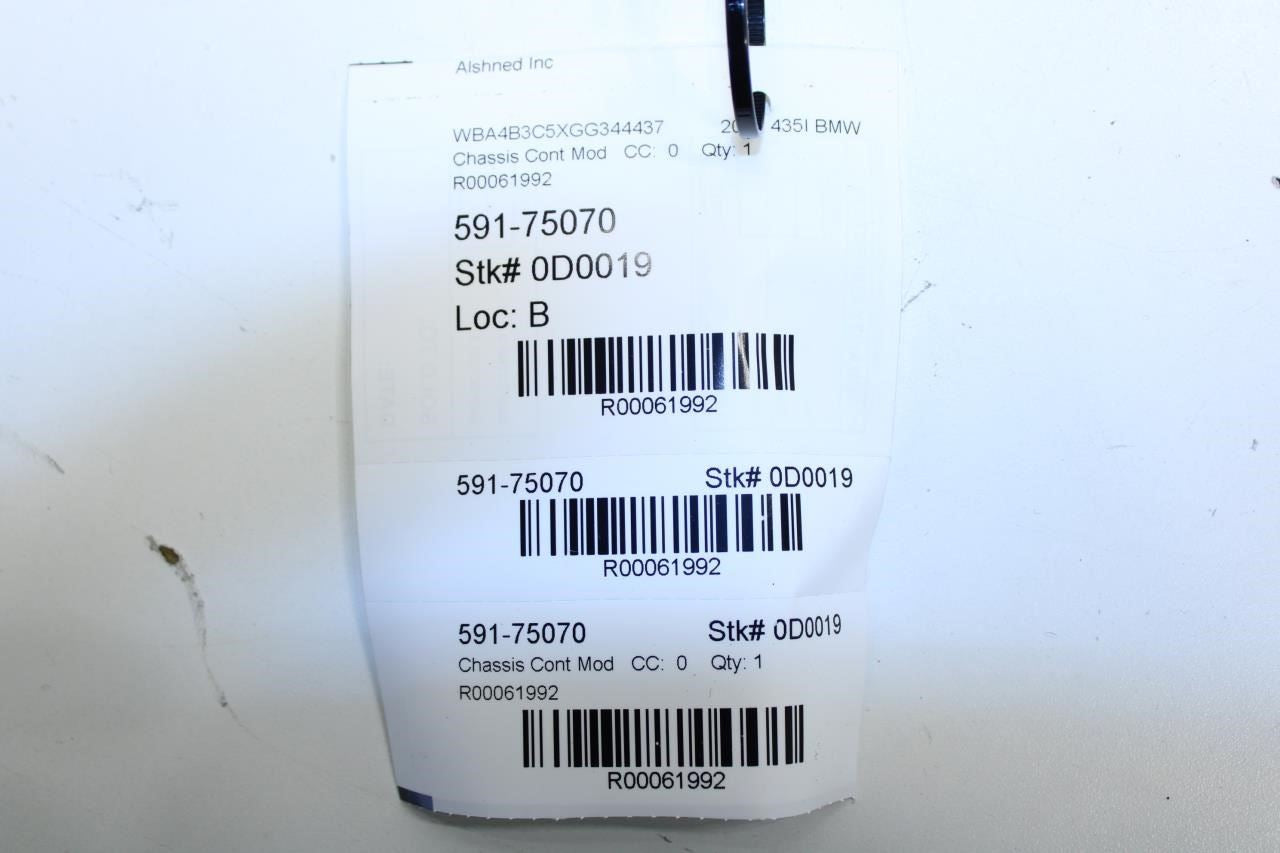 Alshned Inc
WBA4B3C5XGG344437 435I BMW
Chassis Cont Mod CC: 0 Qty: 1
R00061992
591-75070
Stk# 0D0019
Loc: B
R00061992
591-75070 Stk# 0D0019
R00061992
591-75070 Stk# 0D0019
Chassis Cont Mod CC: 0 Qty: 1
R00061992
R00061992